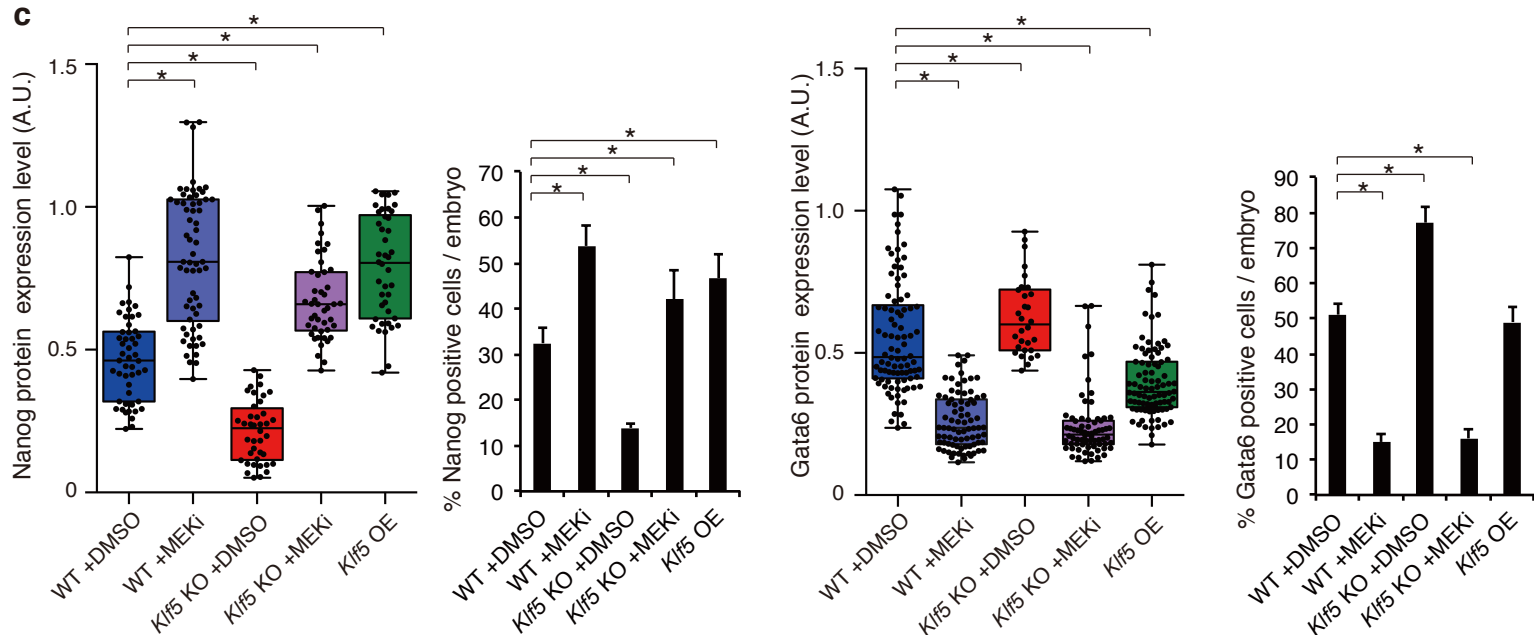 c
Nanog protein expression level (A.U.)
1.5
1.0
0.5
0
*
*
*
*
WT +DMSO
WT +MEKi
Klf5 KO +DMSO
Klf5 KO +MEKi
Klf5 OE
% Nanog positive cells / embryo
70
60
50
40
30
20
10
0
*
*
*
*
WT +DMSO
WT +MEKi
Klf5 KO +DMSO
Klf5 KO +MEKi
Klf5 OE
Gata6 protein expression level (A.U.)
1.5
1.0
0.5
0
*
*
*
*
WT +DMSO
WT +MEKi
Klf5 KO +DMSO
Klf5 KO +MEKi
Klf5 OE
% Gata6 positive cells / embryo
90
80
70
60
50
40
30
20
10
0
*
*
*
WT +DMSO
WT +MEKi
Klf5 KO +DMSO
Klf5 KO +MEKi
Klf5 OE